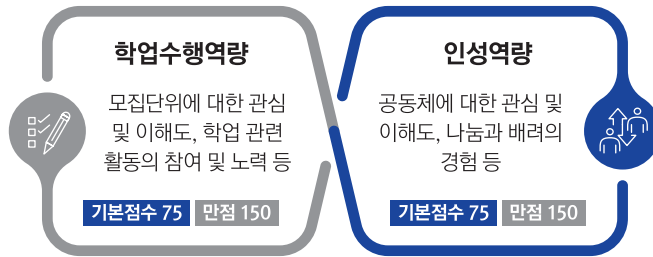 학업수행역량
모집단위에 대한 관심
및 이해도, 학업 관련
활동의 참여 및 노력 등
기본점수 75 만점 150
인성역량
공동체에 대한 관심 및
이해도, 나눔과 배려의
경험 등
기본점수 75 만점 150